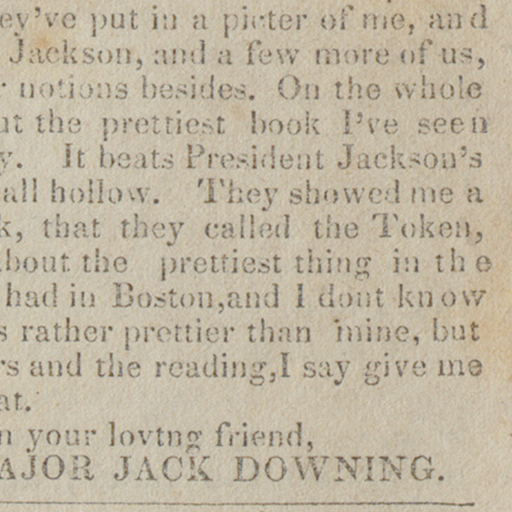 ey've put in a picter of me, and
Jackson, and a few more of us,
r notions besides. On the whole
ut the prettiest book I've seen
y. It beats President Jackson's
all hollow. They showed me a
k, that they called the Token,
about the prettiest thing in the
had in Boston,and I dont know
s rather prettier than mine, but
rs and the reading,I say give me
at.
n your lovtng friend,
AJOR JACK DOWNING.